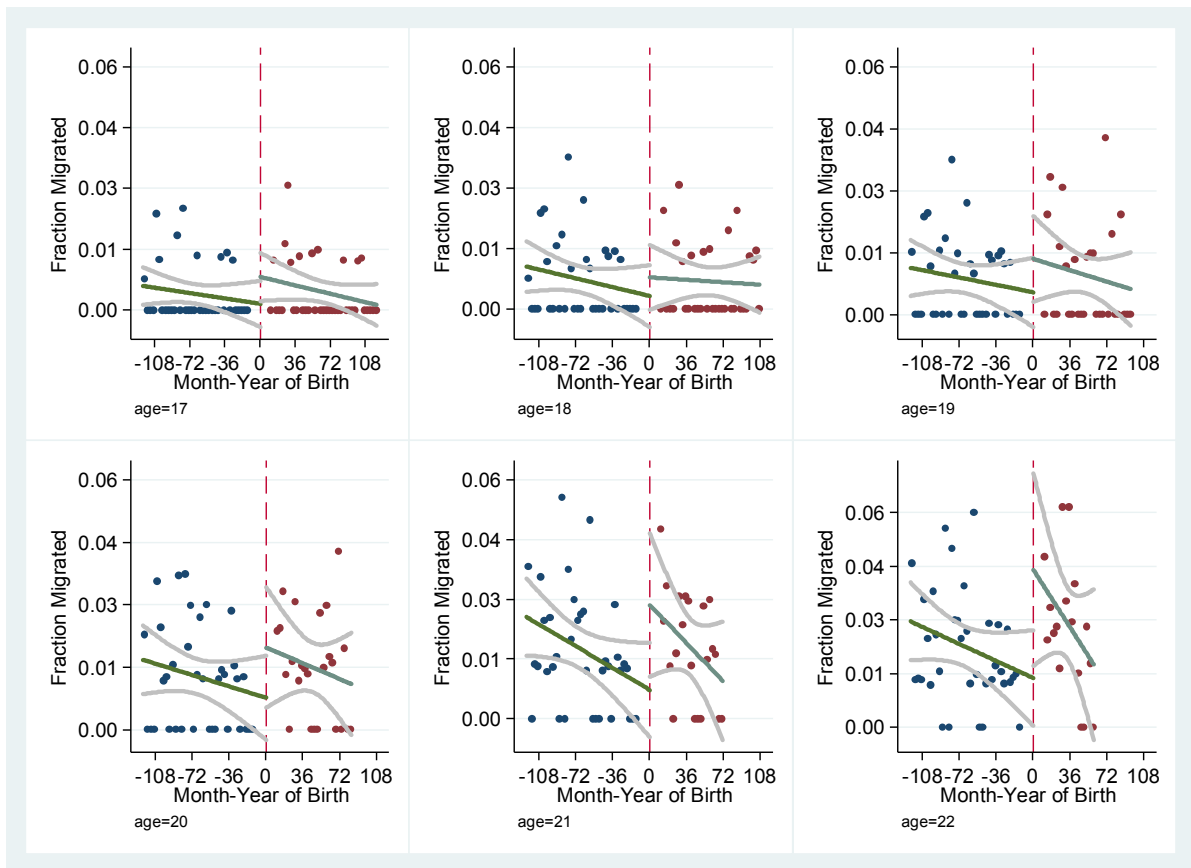 Fraction Migrated
0.06
0.04
0.03
0.01
0.00
-108 -72 -36 0 36 72 108
Month-Year of Birth
age=17
Fraction Migrated
0.06
0.04
0.03
0.01
0.00
-108 -72 -36 0 36 72 108
Month-Year of Birth
age=18
Fraction Migrated
0.06
0.04
0.03
0.01
0.00
-108 -72 -36 0 36 72 108
Month-Year of Birth
age=19
Fraction Migrated
0.06
0.04
0.03
0.01
0.00
-108 -72 -36 0 36 72 108
Month-Year of Birth
age=20
Fraction Migrated
0.06
0.04
0.03
0.01
0.00
-108 -72 -36 0 36 72 108
Month-Year of Birth
age=21
Fraction Migrated
0.06
0.04
0.03
0.01
0.00
-108 -72 -36 0 36 72 108
Month-Year of Birth
age=22